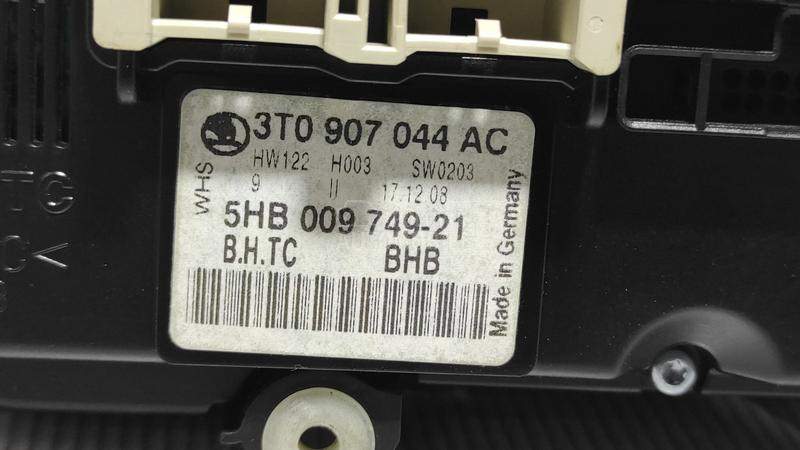 3T0 907 044 AC
HW122 H003 SW0203
9 II 17.12.08
WHS
5HB 009 749-21
B.H.TC BHB
Made in Germany